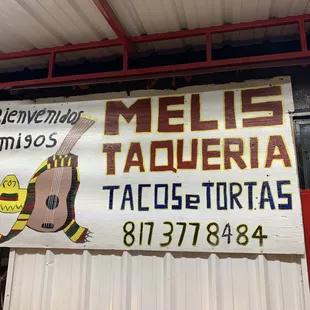 Bienvenidos
amigos
MELIS
TAQUERIA
TACOS e TORTAS
817 377 8484